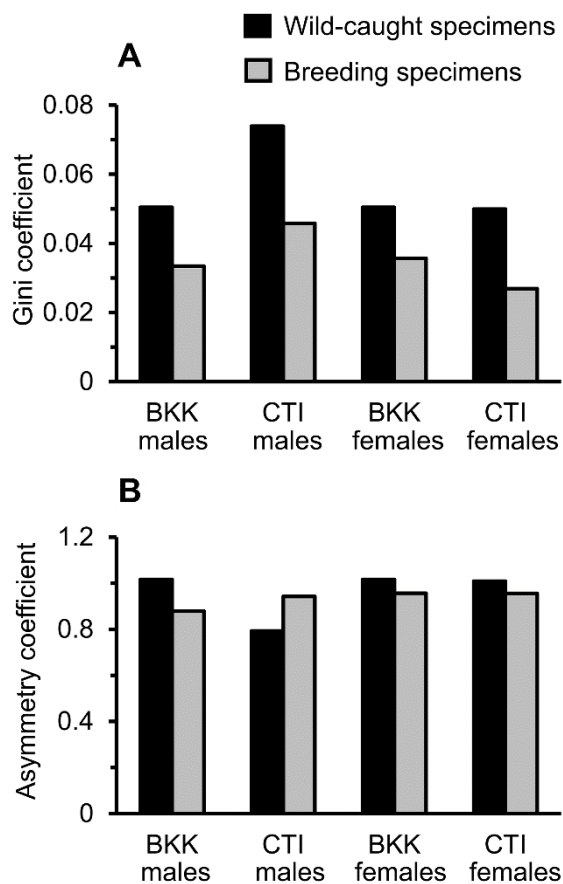 Wild-caught specimens
Breeding specimens
A
Gini coefficient
0.08
0.06
0.04
0.02
0
BKK males
CTI males
BKK females
CTI females
B
Asymmetry coefficient
1.2
0.8
0.4
0
BKK males
CTI males
BKK females
CTI females